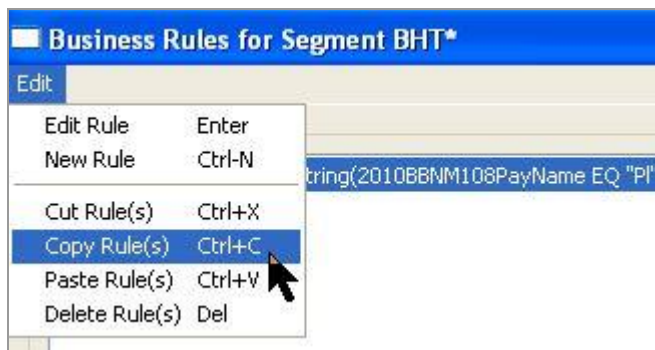 Business Rules for Segment BHT*
Edit
Edit Rule Enter
New Rule Ctrl-N
tring(2010BBNM108PayName EQ "Pl"
Cut Rule(s) Ctrl+X
Copy Rule(s) Ctrl+C
Paste Rule(s) Ctrl+V
Delete Rule(s) Del